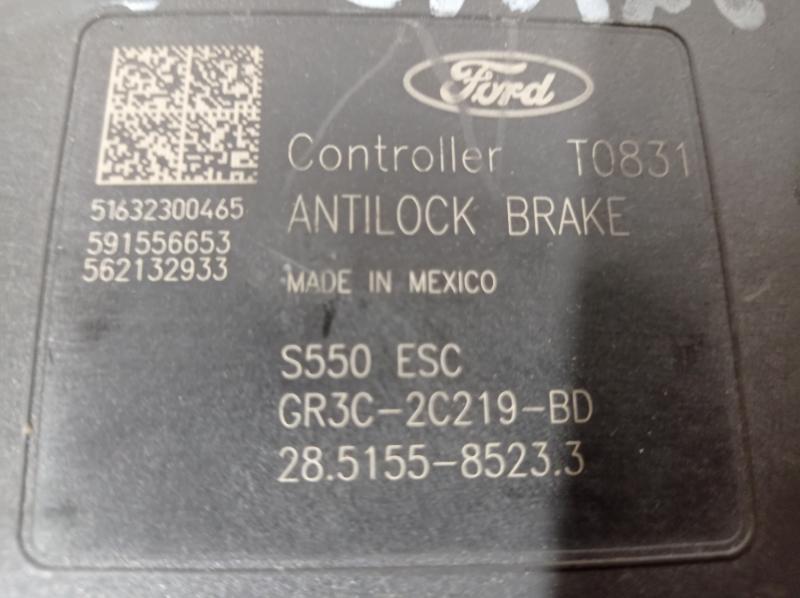 Ford
Controller T0831
51632300465
ANTILOCK BRAKE
591556653
562132933
MADE IN MEXICO
S550 ESC
GR3C-2C219-BD
28.5155-8523.3